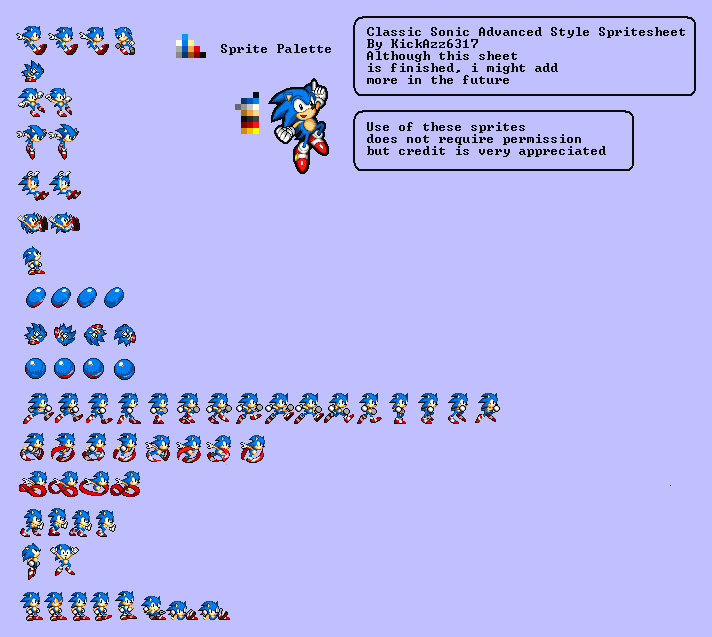 Classic Sonic Advanced Style Spritesheet
By KickAzz6317
Although this sheet
is finished, i might add
more in the future
Sprite Palette
Use of these sprites
does not require permission
but credit is very appreciated